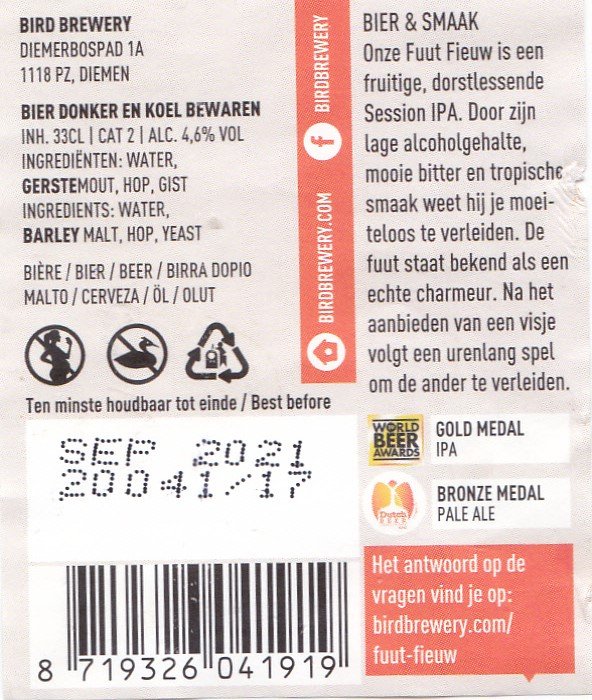 BIRD BREWERY
DIEMERBOSPAD 1A
1118 PZ, DIEMEN
BIER DONKER EN KOEL BEWAREN
INH. 33CL | CAT 2 | ALC. 4,6% VOL
INGREDIËNTEN: WATER,
GERSTEMOUT, HOP, GIST
INGREDIENTS: WATER,
BARLEY MALT, HOP, YEAST
BIÈRE / BIER / BEER / BIRRA DOPIO
MALTO / CERVEZA / ÖL / OLUT
Ten minste houdbaar tot einde / Best before
SEP 2021
20041/17
8 719326 041919
BIRDBREWERY
f
BIRDBREWERY.COM
BIER & SMAAK
Onze Fuut Fieuw is een
fruitige, dorstlessende
Session IPA. Door zijn
lage alcoholgehalte,
mooie bitter en tropische
smaak weet hij je moei-
teloos te verleiden. De
fuut staat bekend als een
echte charmeur. Na het
aanbieden van een visje
volgt een urenlang spel
om de ander te verleiden.
WORLD
BEER
AWARDS
GOLD MEDAL
IPA
Dutch
BRONZE MEDAL
PALE ALE
Het antwoord op de
vragen vind je op:
birdbrewery.com/
fuut-fieuw